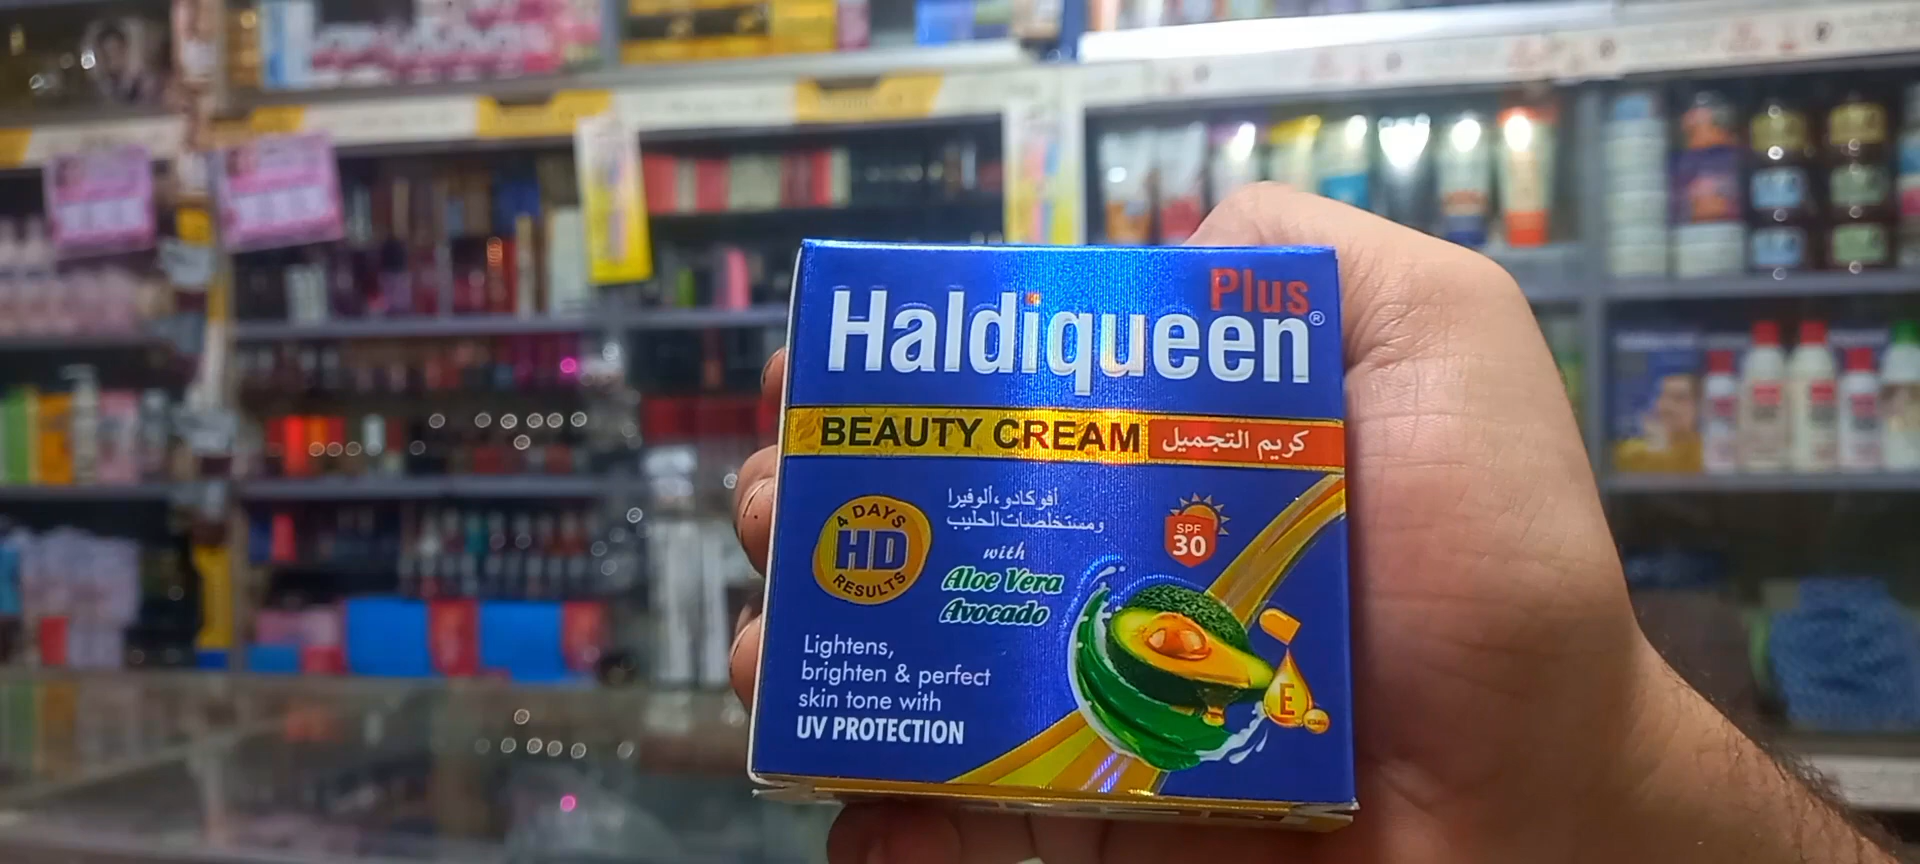 Plus
Haldiqueen®
BEAUTY CREAM كريم التجميل
4 DAYS
HD
RESULTS
أفوكادو، ألوفيرا
ومستخلصات الحليب
with
Aloe Vera
Avocado
SPF
30
Lightens,
brighten & perfect
skin tone with
UV PROTECTION
E